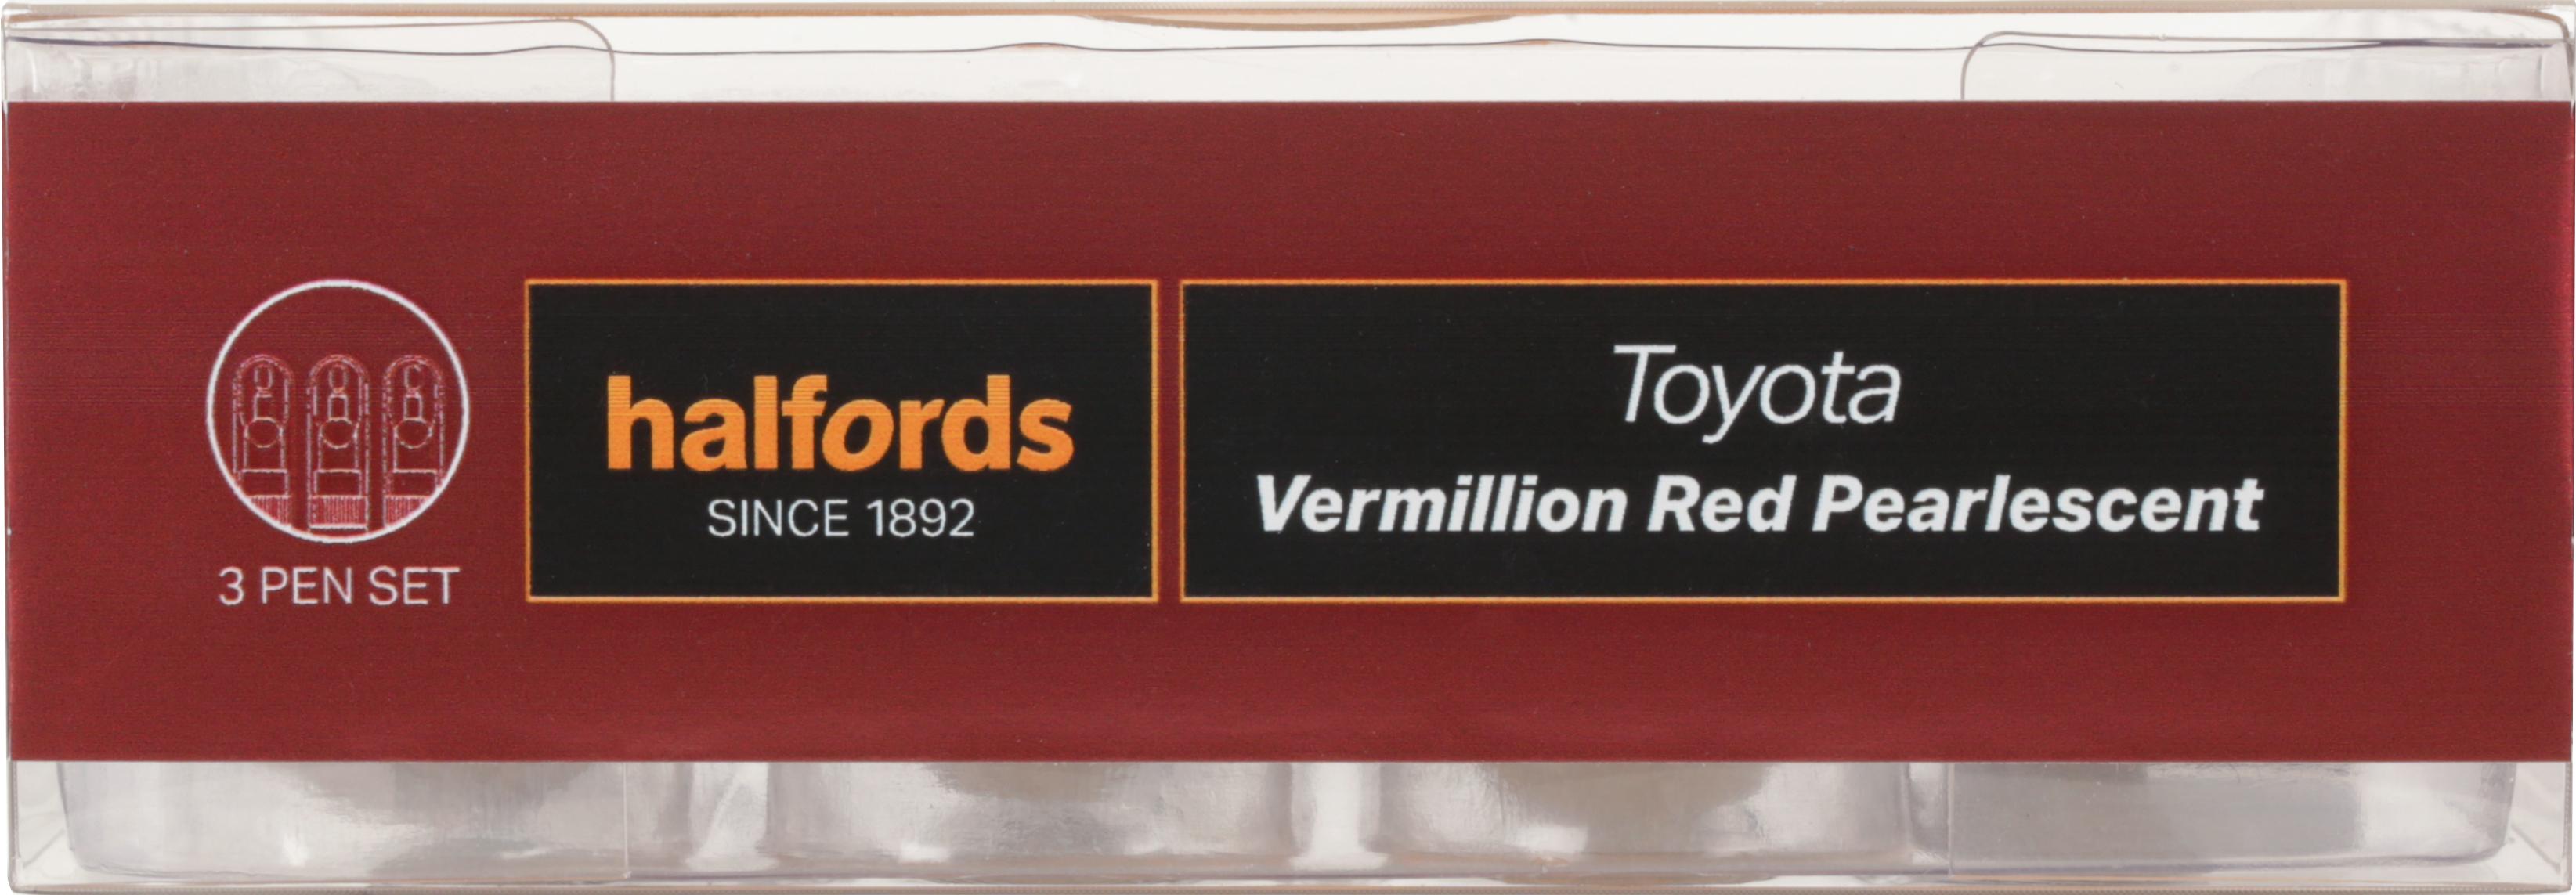 3 PEN SET
halfords
SINCE 1892
Toyota
Vermillion Red Pearlescent